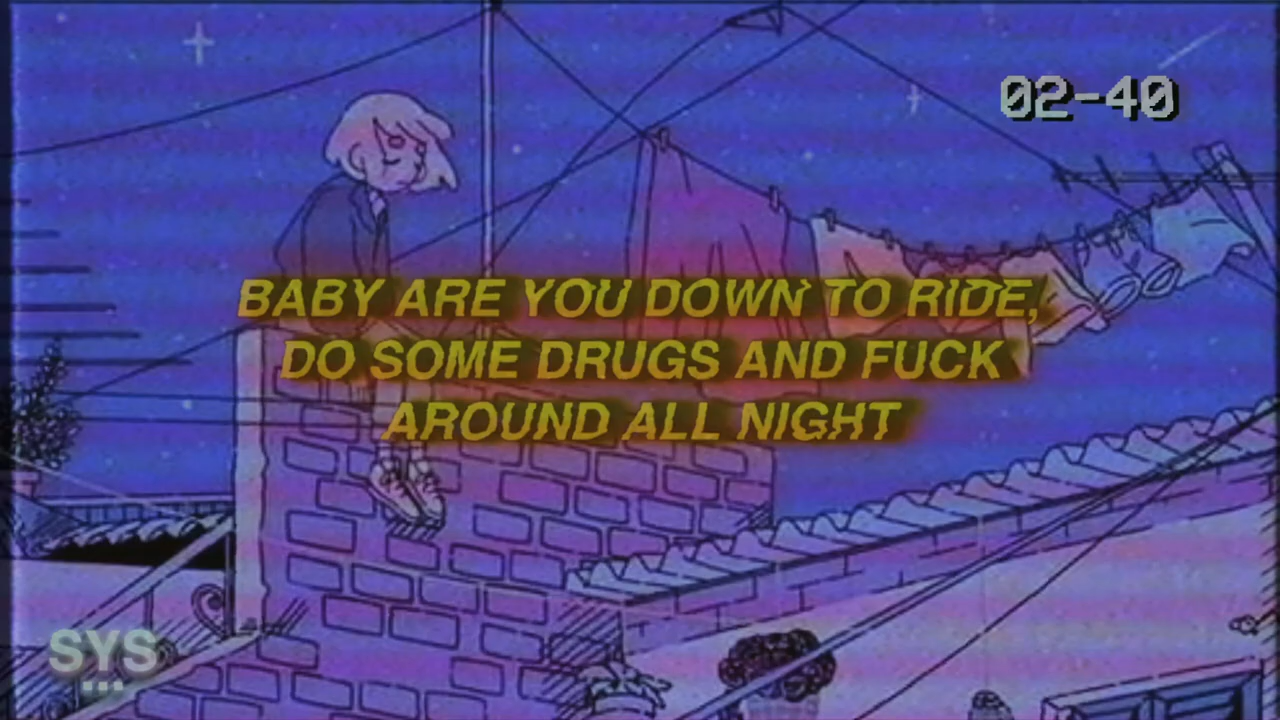 02-40
BABY ARE YOU DOWN TO RIDE,
DO SOME DRUGS AND FUCK
AROUND ALL NIGHT
SYS
...